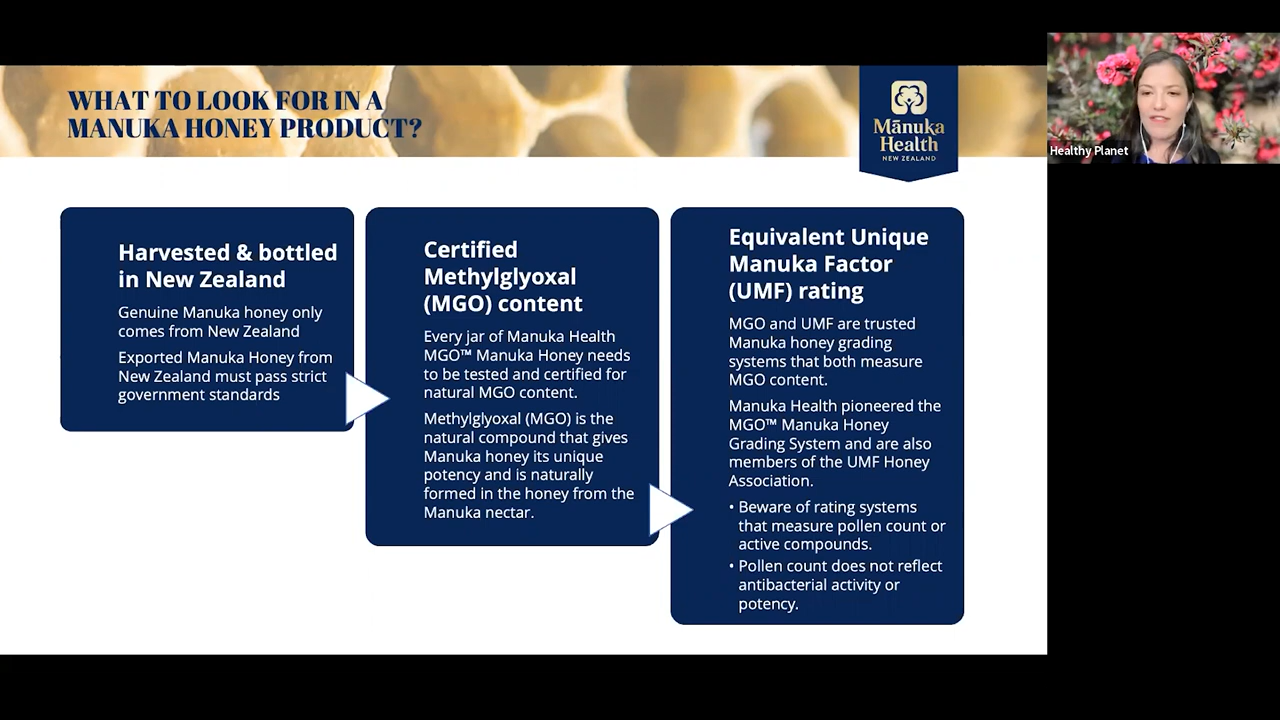 WHAT TO LOOK FOR IN A
MANUKA HONEY PRODUCT?
Mānuka
Health
NEW ZEALAND
Healthy Planet
Harvested & bottled
in New Zealand
Genuine Manuka honey only
comes from New Zealand
Exported Manuka Honey from
New Zealand must pass strict
government standards
Certified
Methylglyoxal
(MGO) content
Every jar of Manuka Health
MGO™ Manuka Honey needs
to be tested and certified for
natural MGO content.
Methylglyoxal (MGO) is the
natural compound that gives
Manuka honey its unique
potency and is naturally
formed in the honey from the
Manuka nectar.
Equivalent Unique
Manuka Factor
(UMF) rating
MGO and UMF are trusted
Manuka honey grading
systems that both measure
MGO content.
Manuka Health pioneered the
MGO™ Manuka Honey
Grading System and are also
members of the UMF Honey
Association.
• Beware of rating systems
that measure pollen count or
active compounds.
• Pollen count does not reflect
antibacterial activity or
potency.